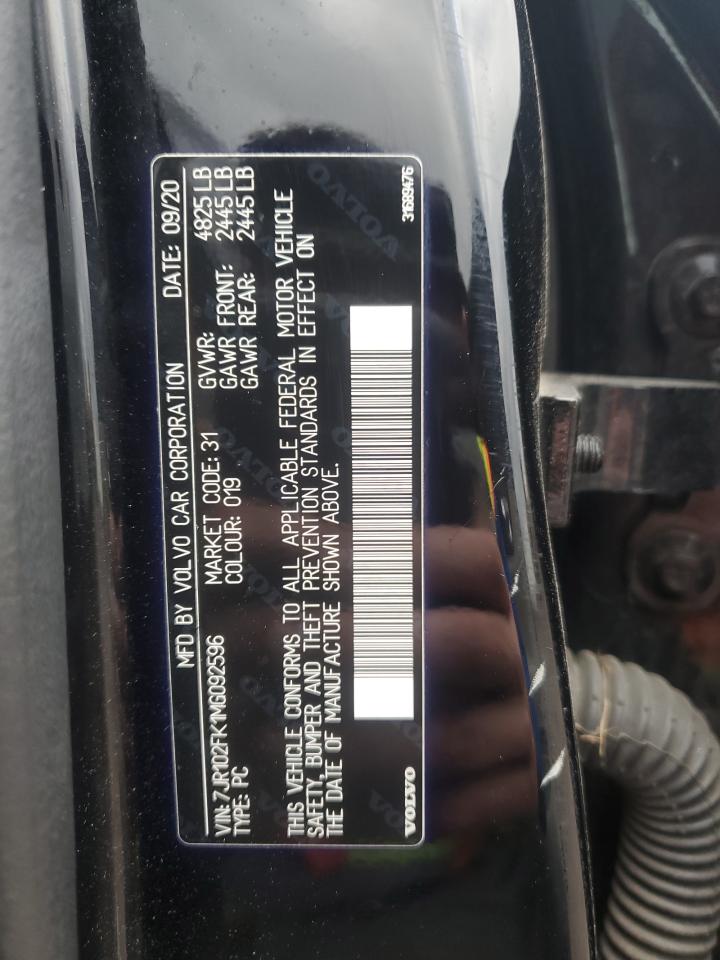 MFD BY VOLVO CAR CORPORATION DATE: 09/20
VIN: 7JR102FK1MG092596 MARKET CODE: 31 GVWR: 4825 LB
TYPE: PC COLOUR: 019 GAWR FRONT: 2445 LB
GAWR REAR: 2445 LB
THIS VEHICLE CONFORMS TO ALL APPLICABLE FEDERAL MOTOR VEHICLE
SAFETY, BUMPER AND THEFT PREVENTION STANDARDS IN EFFECT ON
THE DATE OF MANUFACTURE SHOWN ABOVE.
VOLVO 31689476